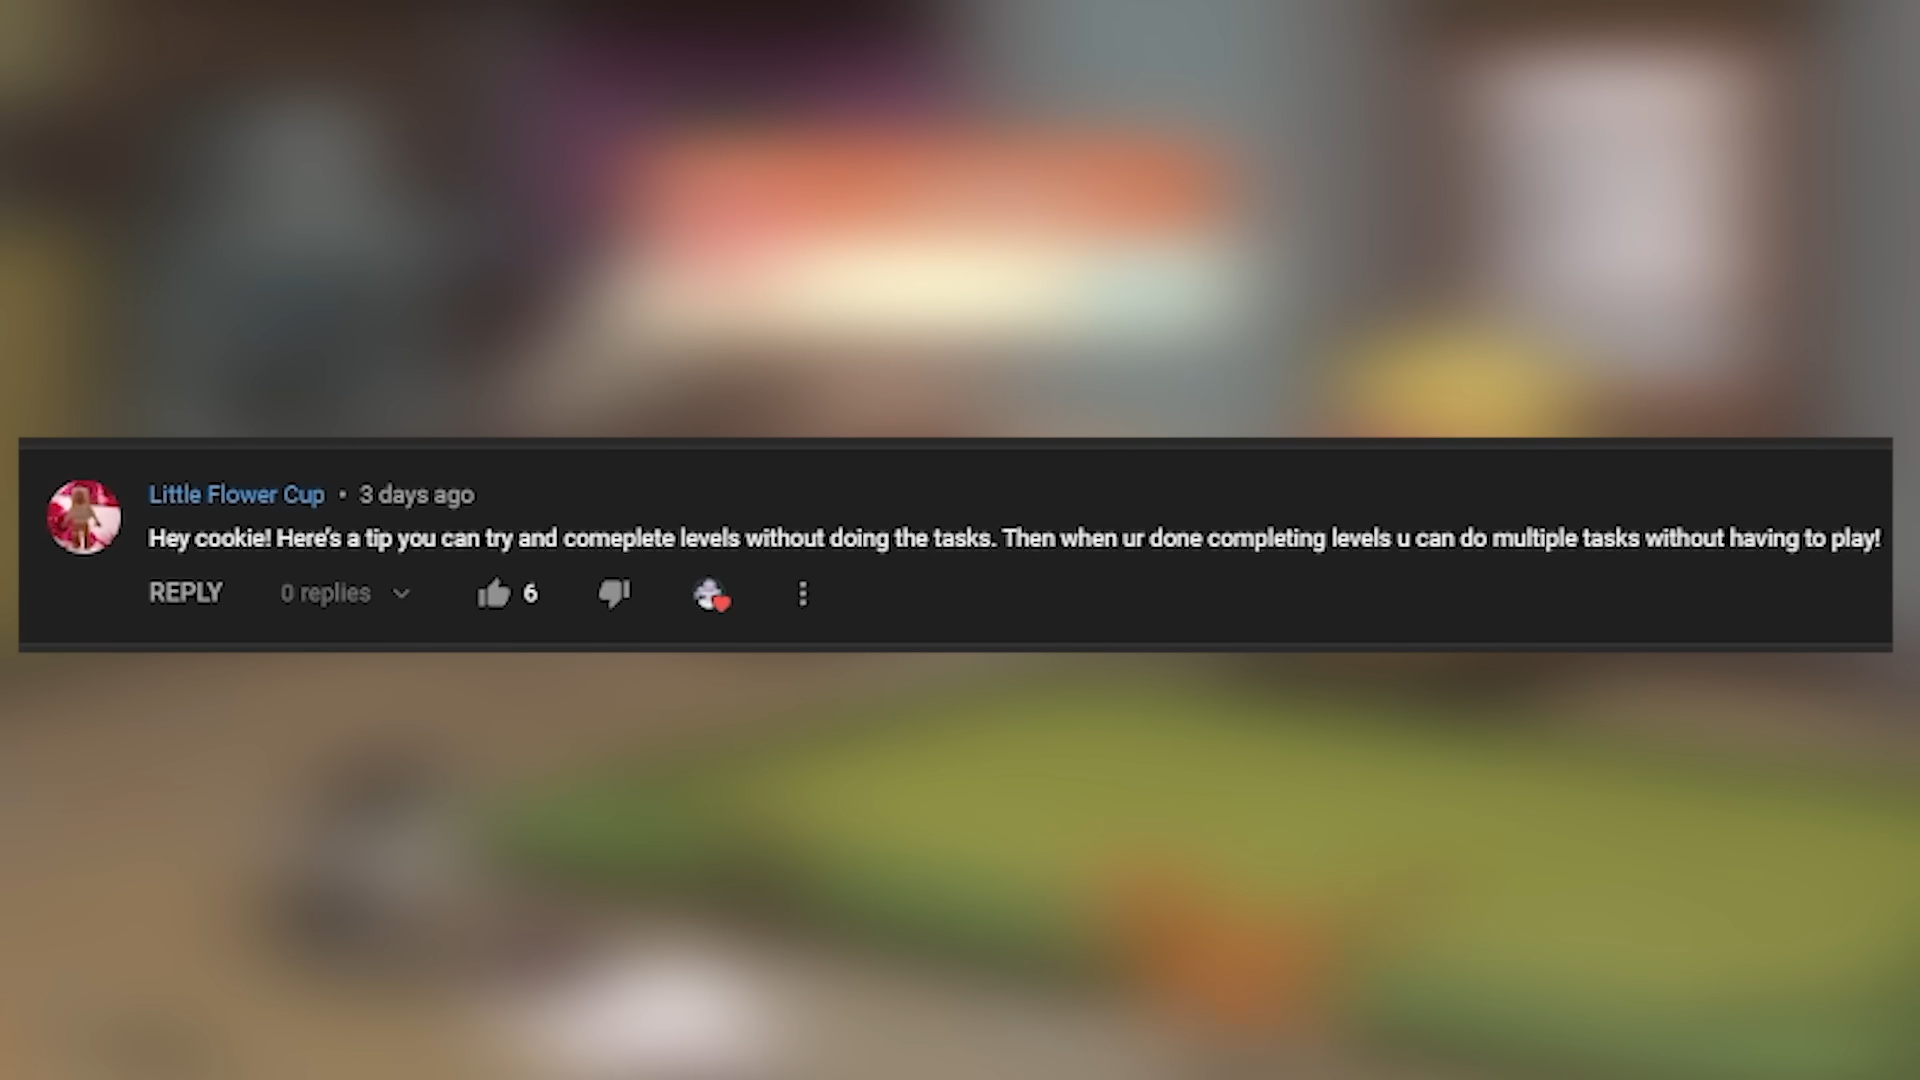 Little Flower Cup • 3 days ago
Hey cookie! Here's a tip you can try and comeplete levels without doing the tasks. Then when ur done completing levels u can do multiple tasks without having to play!
REPLY 0 replies 6